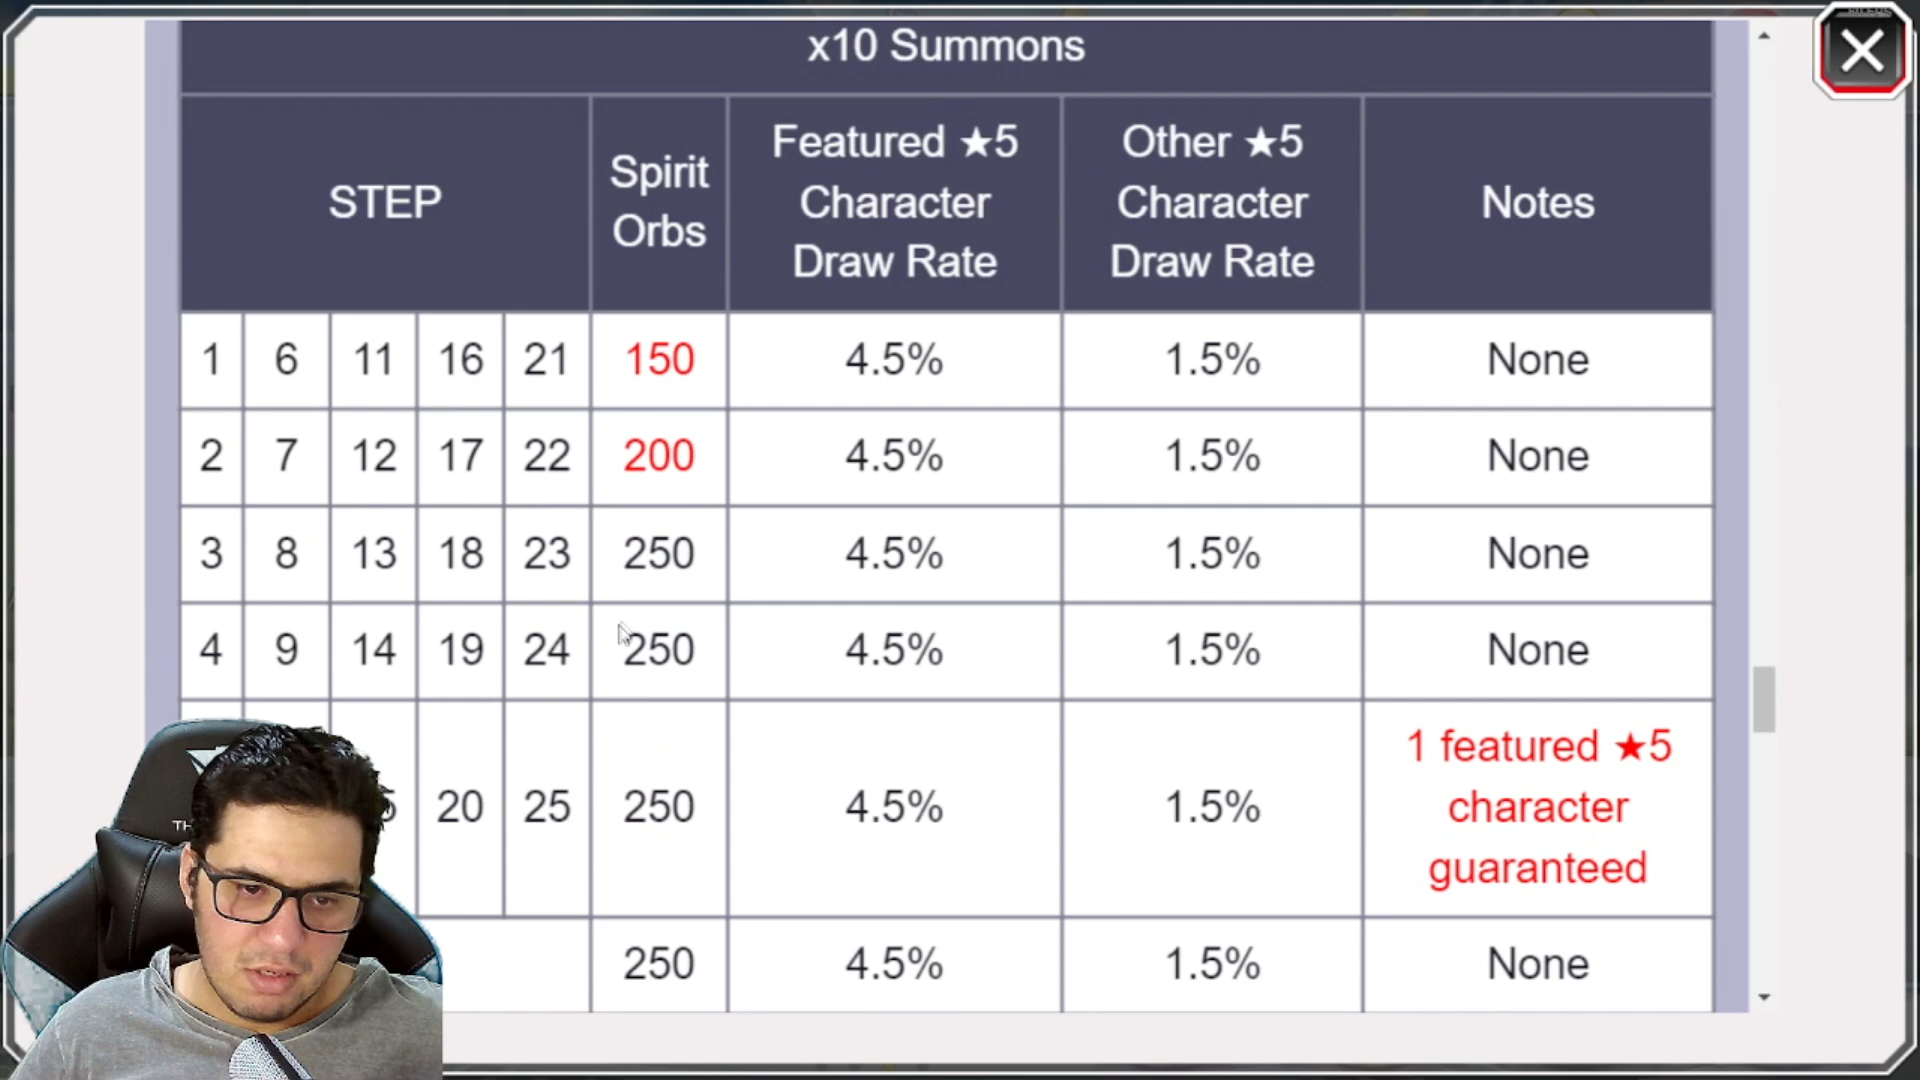 x10 Summons
STEP
Spirit
Orbs
Featured ★5
Character
Draw Rate
Other ★5
Character
Draw Rate
Notes
1 6 11 16 21 150 4.5% 1.5% None
2 7 12 17 22 200 4.5% 1.5% None
3 8 13 18 23 250 4.5% 1.5% None
4 9 14 19 24 250 4.5% 1.5% None
20 25 250 4.5% 1.5%
1 featured ★5
character
guaranteed
250 4.5% 1.5% None